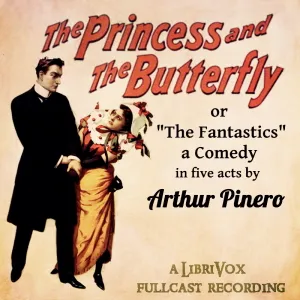 The Princess and
The Butterfly
or
"The Fantastics"
a Comedy
in five acts by
Arthur Pinero
a LibriVox
fullcast recording